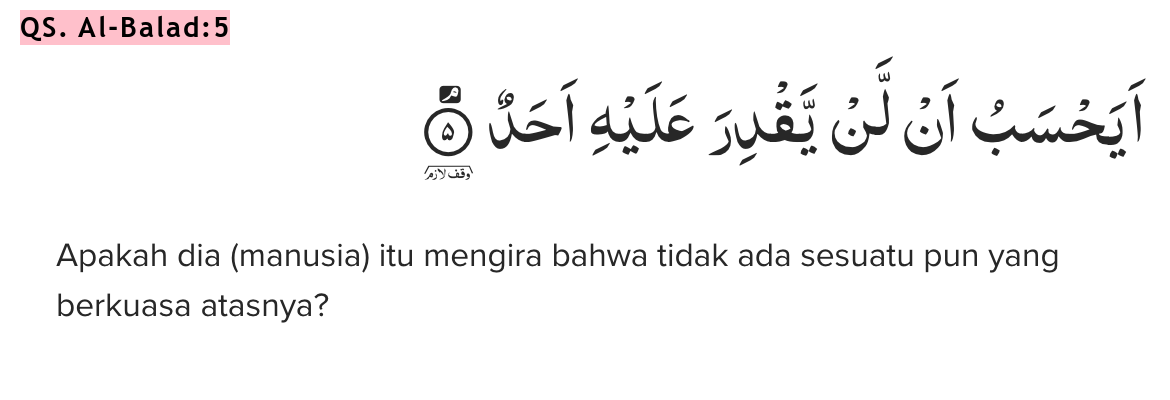 QS. Al-Balad:5
اَيَحْسَبُ اَنْ لَّنْ يَّقْدِرَ عَلَيْهِ اَحَدٌ ۘ ۵
وقف لازم
Apakah dia (manusia) itu mengira bahwa tidak ada sesuatu pun yang
berkuasa atasnya?